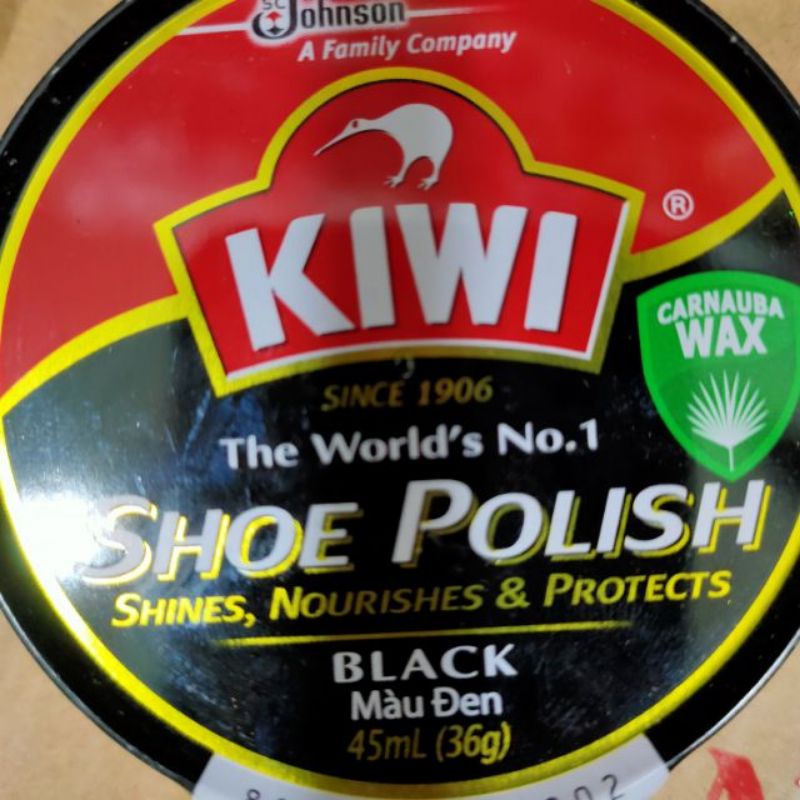 SC Johnson
A Family Company
KIWI
®
CARNAUBA
WAX
SINCE 1906
The World's No.1
SHOE POLISH
SHINES, NOURISHES & PROTECTS
BLACK
Màu Đen
45mL (36g)